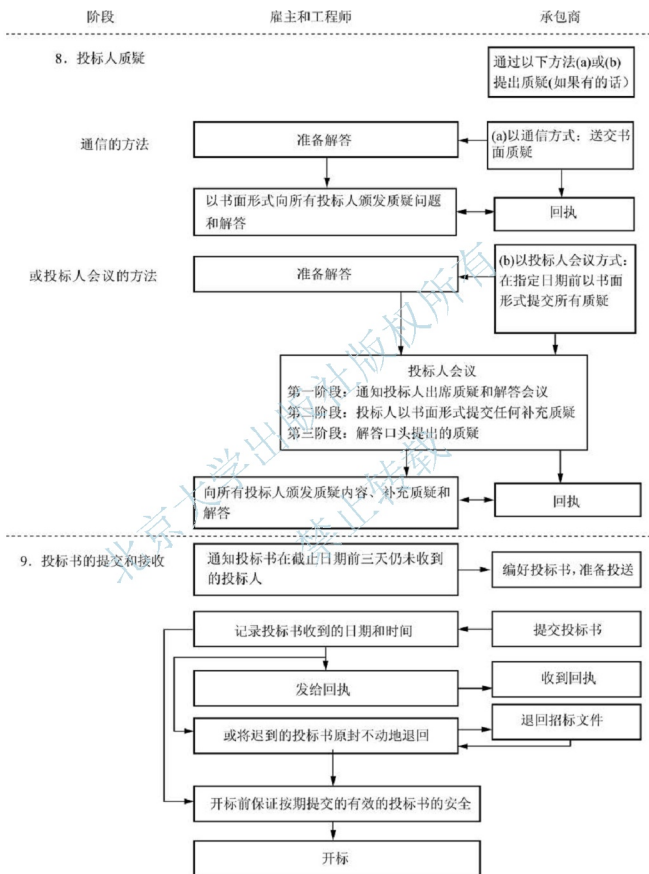 阶段 雇主和工程师 承包商
8. 投标人质疑
通过以下方法(a)或(b)
提出质疑(如果有的话)
通信的方法
准备解答
(a)以通信方式：送交书
面质疑
以书面形式向所有投标人颁发质疑问题
和解答
回执
或投标人会议的方法
准备解答
(b)以投标人会议方式：
在指定日期前以书面
形式提交所有质疑
投标人会议
第一阶段：通知投标人出席质疑和解答会议
第二阶段：投标人以书面形式提交任何补充质疑
第三阶段：解答口头提出的质疑
向所有投标人颁发质疑内容、补充质疑和
解答
回执
9. 投标书的提交和接收
通知投标书在截止日期前三天仍未收到
的投标人
编好投标书,准备投送
记录投标书收到的日期和时间
提交投标书
发给回执
收到回执
或将迟到的投标书原封不动地退回
退回招标文件
开标前保证按期提交的有效的投标书的安全
开标
北京大学出版社版权所有
禁止转载